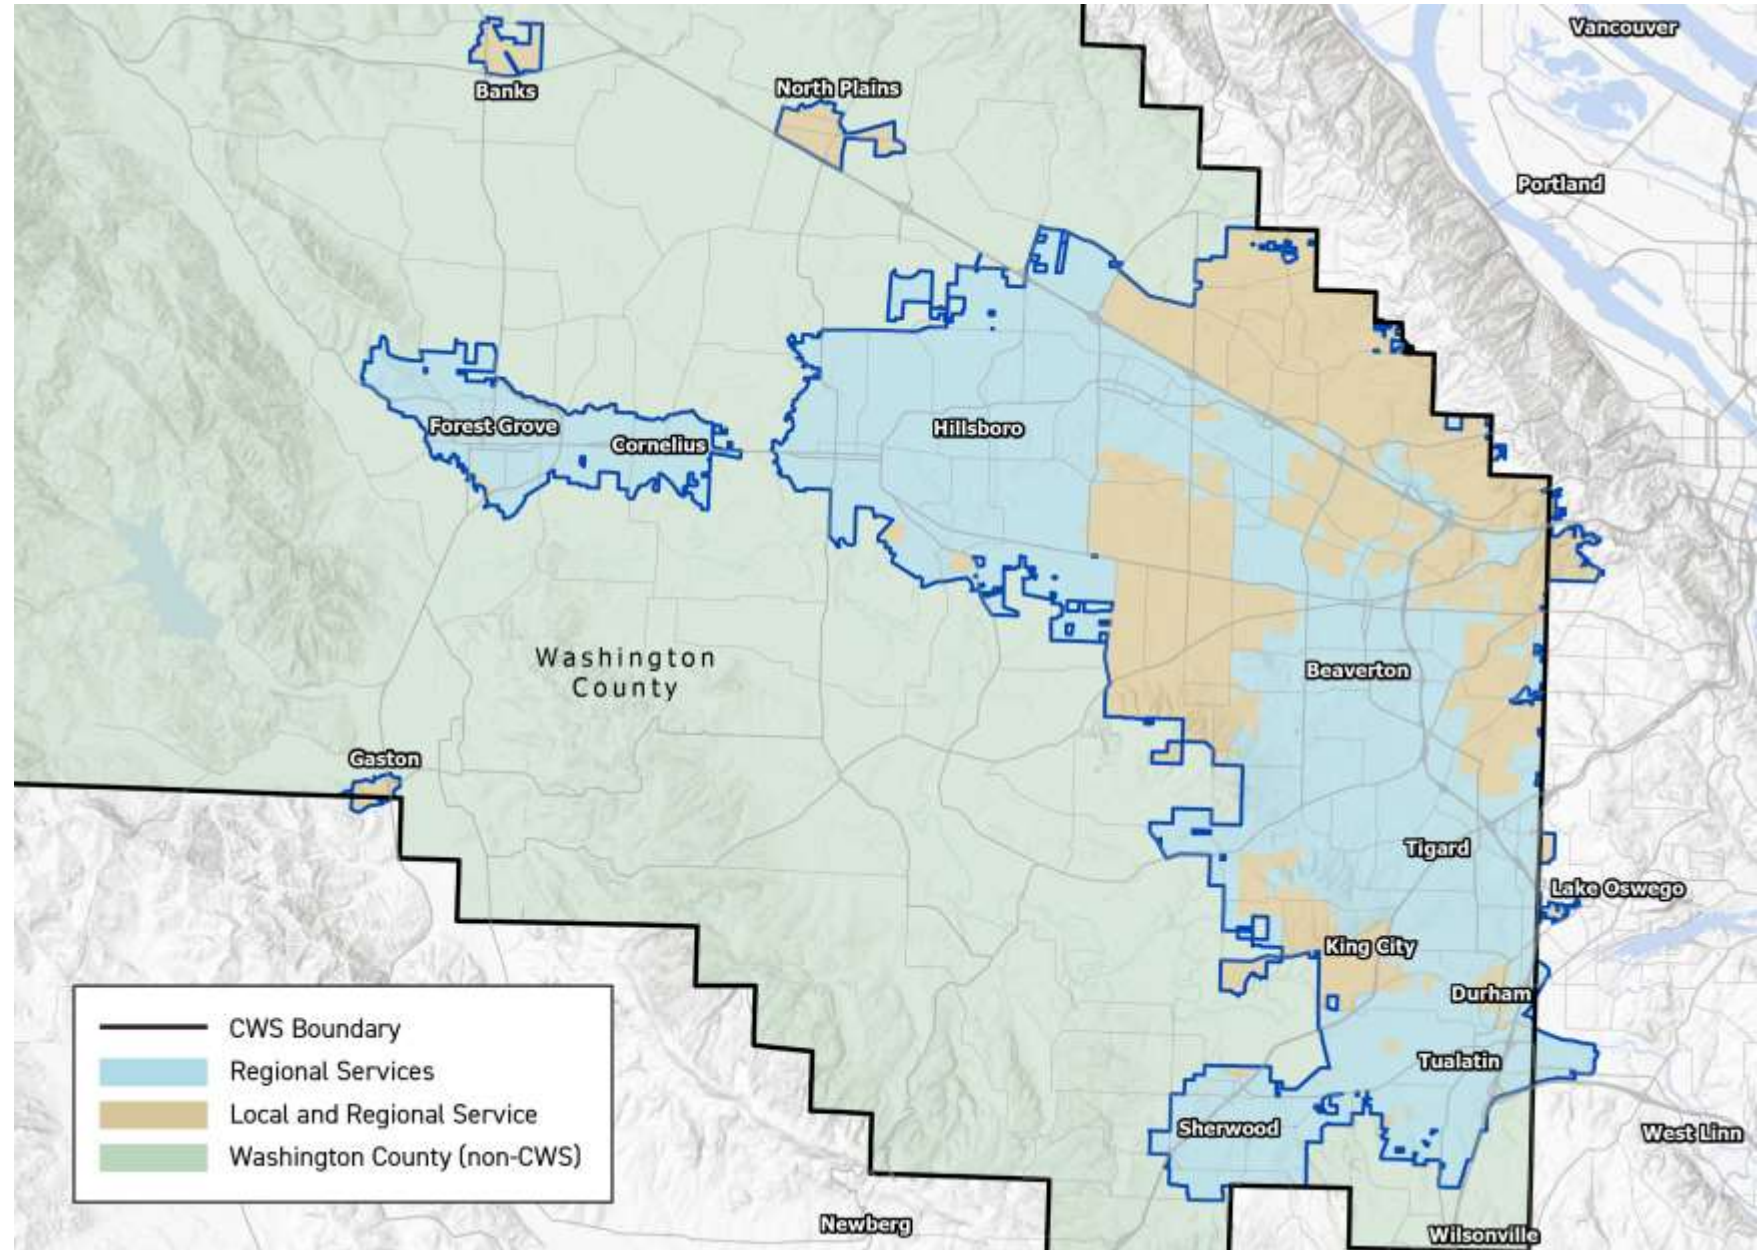 Vancouver
Banks
North Plains
Portland
Forest Grove
Cornelius
Hillsboro
Washington
County
Beaverton
Gaston
Tigard
Lake Oswego
King City
Durham
Tualatin
Sherwood
West Linn
Newberg
Wilsonville
CWS Boundary
Regional Services
Local and Regional Service
Washington County (non-CWS)